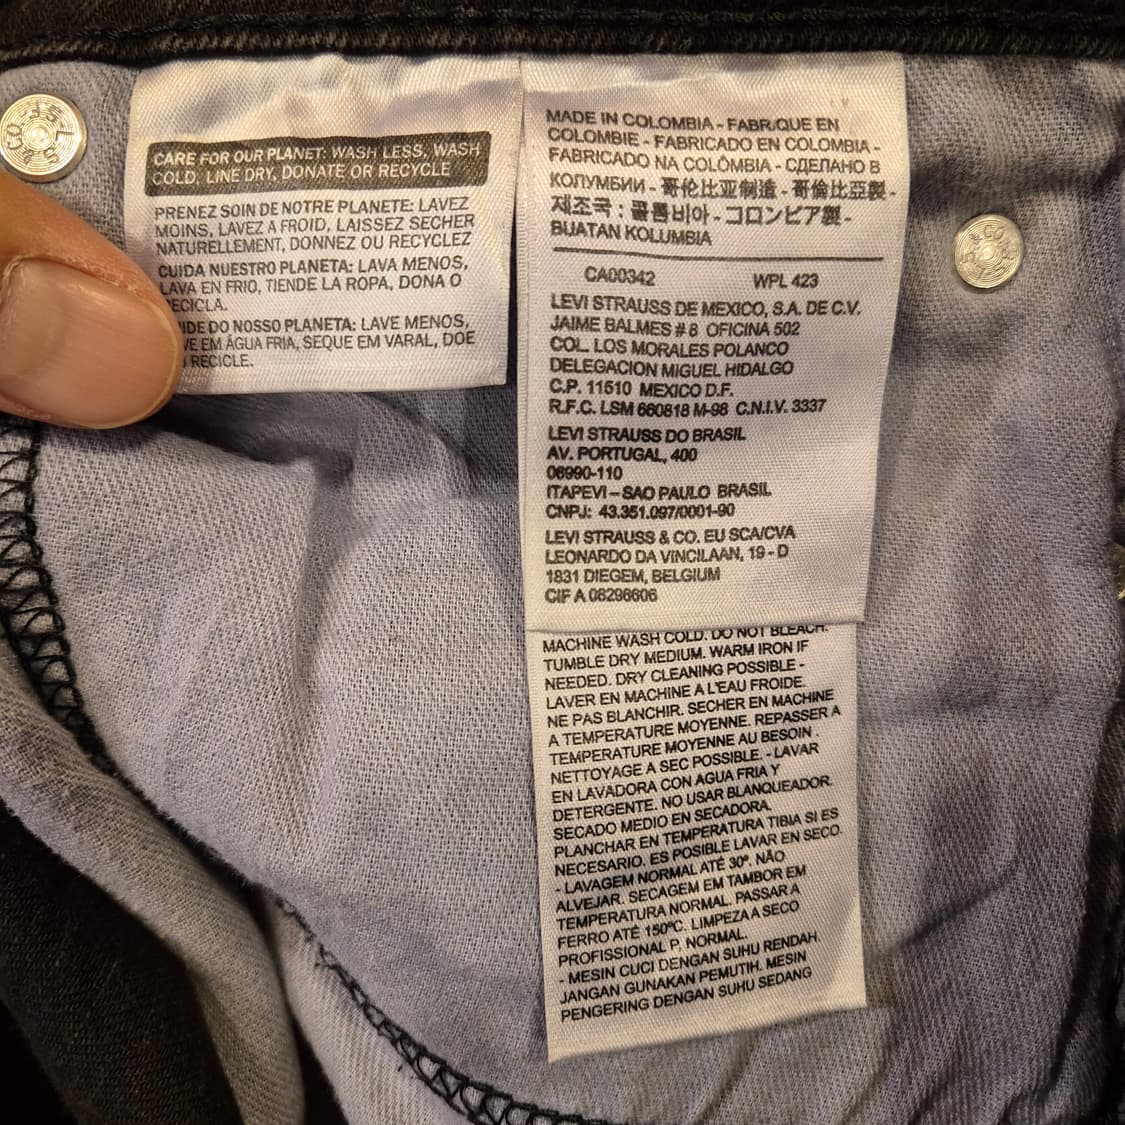 CARE FOR OUR PLANET: WASH LESS, WASH
COLD, LINE DRY, DONATE OR RECYCLE
PRENEZ SOIN DE NOTRE PLANETE: LAVEZ
MOINS, LAVEZ A FROID, LAISSEZ SECHER
NATURELLEMENT, DONNEZ OU RECYCLEZ
CUIDA NUESTRO PLANETA: LAVA MENOS,
LAVA EN FRIO, TIENDE LA ROPA, DONA O
ECICLA.
IDE DO NOSSO PLANETA: LAVE MENOS,
VE EM ÁGUA FRIA, SEQUE EM VARAL, DOE
RECICLE.
MADE IN COLOMBIA - FABRIQUE EN
COLOMBIE - FABRICADO EN COLOMBIA -
FABRICADO NA COLÔMBIA - СДЕЛАНО В
КОЛУМБИИ - 哥伦比亚制造 - 哥倫比亞製 -
제조국 : 콜롬비아 - コロンビア製 -
BUATAN KOLUMBIA
CA00342 WPL 423
LEVI STRAUSS DE MEXICO, S.A. DE C.V.
JAIME BALMES # 8 OFICINA 502
COL. LOS MORALES POLANCO
DELEGACION MIGUEL HIDALGO
C.P. 11510 MEXICO D.F.
R.F.C. LSM 660818 M-98 C.N.I.V. 3337
LEVI STRAUSS DO BRASIL
AV. PORTUGAL, 400
06990-110
ITAPEVI – SAO PAULO BRASIL
CNPJ: 43.351.097/0001-90
LEVI STRAUSS & CO. EU SCA/CVA
LEONARDO DA VINCILAAN, 19 - D
1831 DIEGEM, BELGIUM
CIF A 08296606
MACHINE WASH COLD. DO NOT BLEACH.
TUMBLE DRY MEDIUM. WARM IRON IF
NEEDED. DRY CLEANING POSSIBLE -
LAVER EN MACHINE A L'EAU FROIDE.
NE PAS BLANCHIR. SECHER EN MACHINE
A TEMPERATURE MOYENNE. REPASSER A
TEMPERATURE MOYENNE AU BESOIN .
NETTOYAGE A SEC POSSIBLE. - LAVAR
EN LAVADORA CON AGUA FRIA Y
DETERGENTE. NO USAR BLANQUEADOR.
SECADO MEDIO EN SECADORA.
PLANCHAR EN TEMPERATURA TIBIA SI ES
NECESARIO. ES POSIBLE LAVAR EN SECO.
- LAVAGEM NORMAL ATÉ 30º. NÃO
ALVEJAR. SECAGEM EM TAMBOR EM
TEMPERATURA NORMAL. PASSAR A
FERRO ATÉ 150ºC. LIMPEZA A SECO
PROFISSIONAL P, NORMAL.
- MESIN CUCI DENGAN SUHU RENDAH.
JANGAN GUNAKAN PEMUTIH. MESIN
PENGERING DENGAN SUHU SEDANG